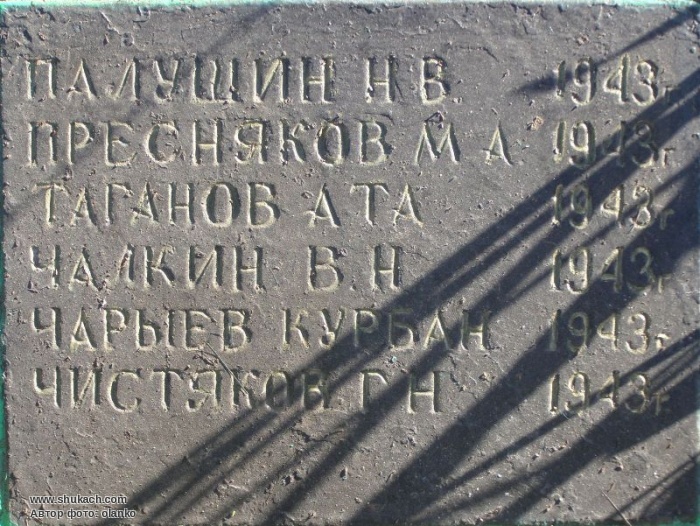 ПАЛУШИН Н В. 1943г
ПРЕСНЯКОВ М А 1943г
ТАГАНОВ АТА 1943г
ЧАЛКИН В.Н 1943г
ЧАРЫЕВ КУРБАН 1943г
ЧИСТЯКОВ Г Н 1943г
www.shukach.com
Автор фото: olanko